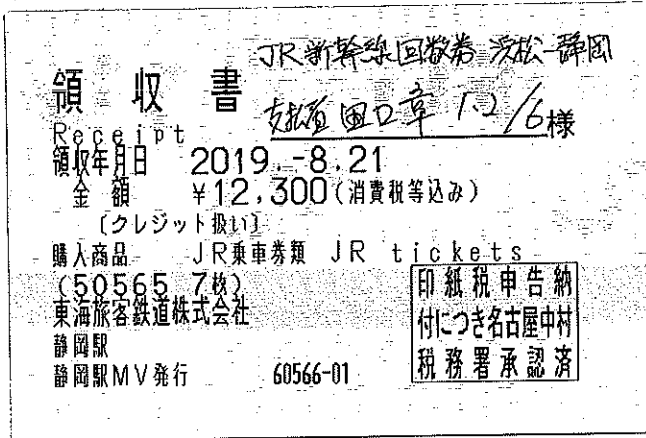 JR新幹線回数券 浜松-静岡
領収書
支払者 田口章 1.2/6様
Receipt
領収年月日 2019.-8.21
金額 ¥12,300(消費税等込み)
[クレジット扱い]
購入商品 JR乗車券類 JR tickets
(50565 7枚)
東海旅客鉄道株式会社
静岡駅
静岡駅MV発行 60566-01
印紙税申告納
付につき名古屋中村
税務署承認済